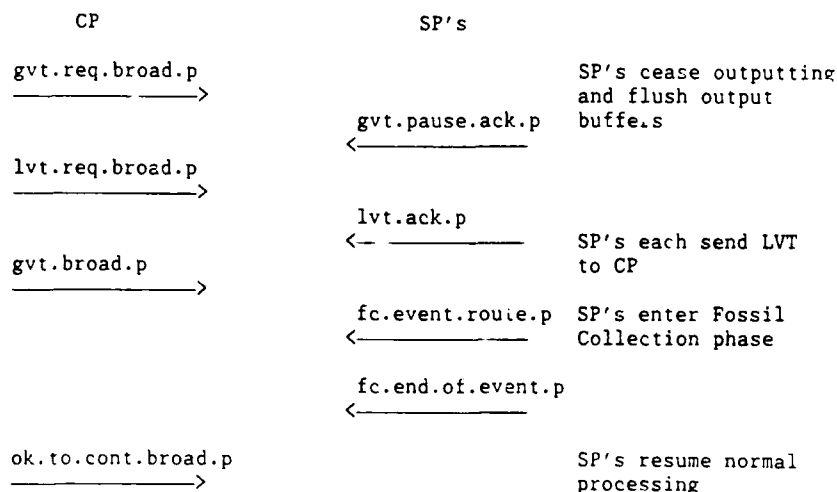 CP SP's
gvt.req.broad.p
SP's cease outputting
and flush output
buffers
gvt.pause.ack.p
lvt.req.broad.p
lvt.ack.p
SP's each send LVT
to CP
gvt.broad.p
fc.event.route.p
SP's enter Fossil
Collection phase
fc.end.of.event.p
ok.to.cont.broad.p
SP's resume normal
processing